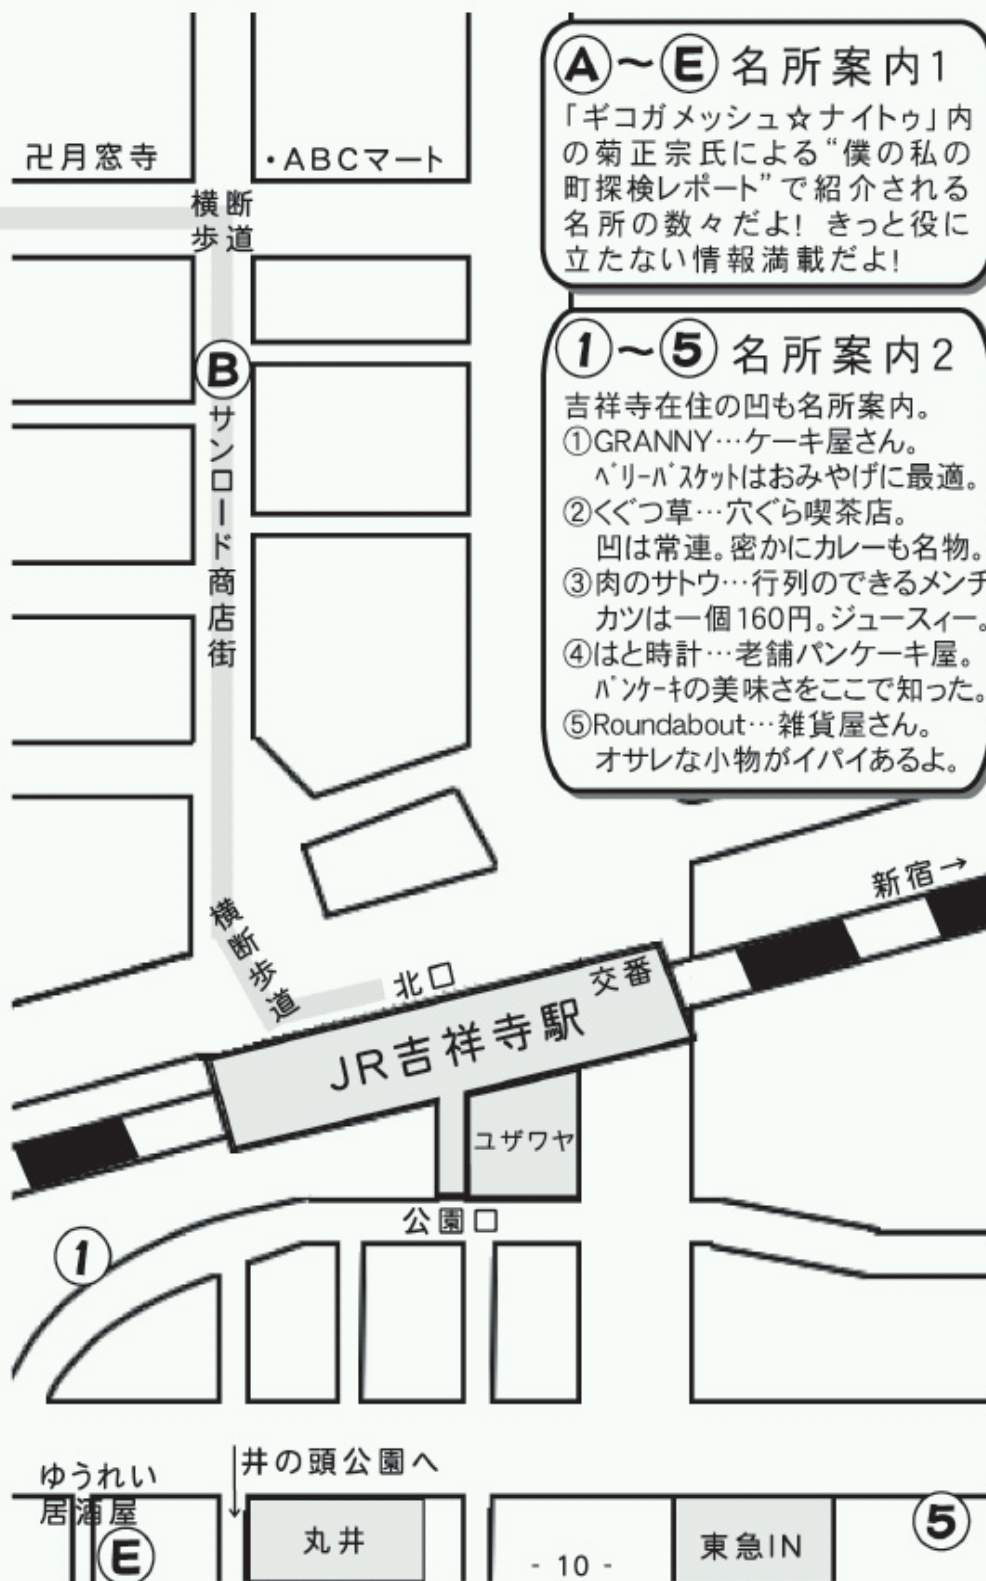 Ⓐ～Ⓔ 名所案内1
「ギコガメッシュ☆ナイトゥ」内
の菊正宗氏による“僕の私の
町探検レポート”で紹介される
名所の数々だよ! きっと役に
立たない情報満載だよ!
①～⑤ 名所案内2
吉祥寺在住の凹も名所案内。
①GRANNY…ケーキ屋さん。
ベリーバスケットはおみやげに最適。
②くぐつ草…穴ぐら喫茶店。
凹は常連。密かにカレーも名物。
③肉のサトウ…行列のできるメンチ
カツは一個160円。ジュースィー。
④はと時計…老舗パンケーキ屋。
パンケーキの美味さをここで知った。
⑤Roundabout…雑貨屋さん。
オサレな小物がイパイあるよ。
卍月窓寺
・ABCマート
横断
歩道
Ⓑ
サンロード商店街
横断歩道
新宿→
北口
交番
JR吉祥寺駅
ユザワヤ
公園口
①
井の頭公園へ
ゆうれい
居酒屋
Ⓔ
丸井
東急IN
⑤
- 10 -